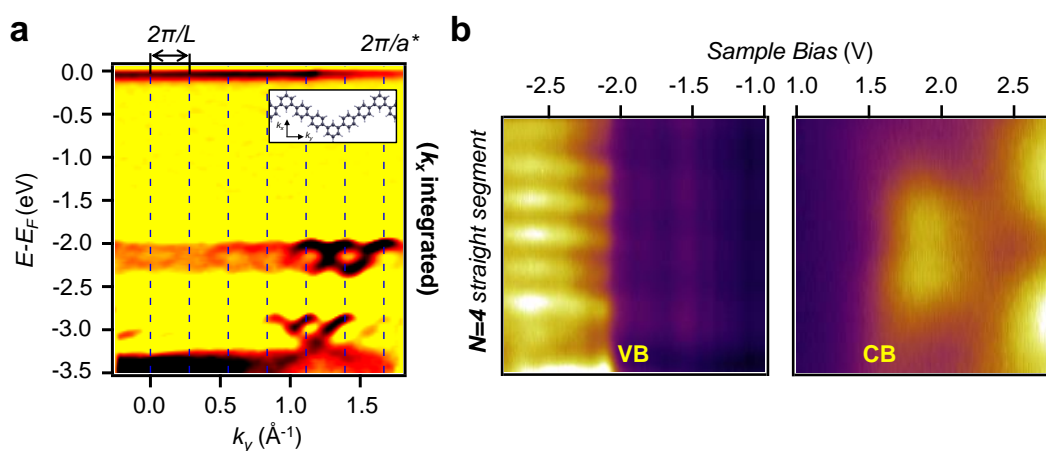 a
2π/L
2π/a*
0.0
-0.5
-1.0
-1.5
-2.0
-2.5
-3.0
-3.5
E-E_F (eV)
k_x
k_y
(k_x integrated)
0.0
0.5
1.0
1.5
k_y (Å⁻¹)
b
Sample Bias (V)
-2.5
-2.0
-1.5
-1.0
1.0
1.5
2.0
2.5
N=4 straight segment
VB
CB